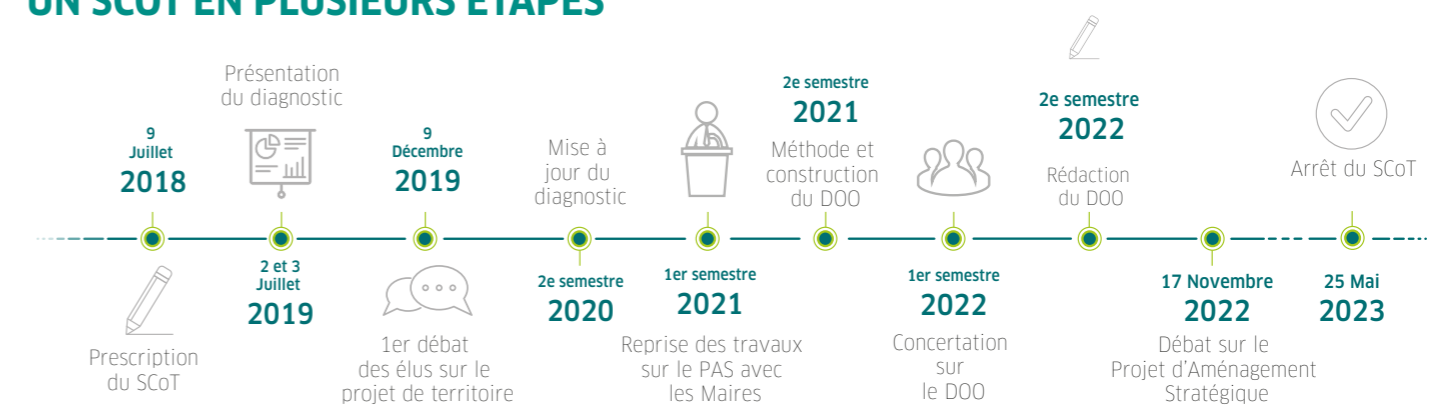 UN SCOT EN PLUSIEURS ÉTAPES
9
Juillet
2018
Prescription
du SCoT
Présentation
du diagnostic
2 et 3
Juillet
2019
9
Décembre
2019
1er débat
des élus sur le
projet de territoire
Mise à
jour du
diagnostic
2e semestre
2020
1er semestre
2021
Reprise des travaux
sur le PAS avec
les Maires
2e semestre
2021
Méthode et
construction
du DOO
1er semestre
2022
Concertation
sur
le DOO
2e semestre
2022
Rédaction
du DOO
17 Novembre
2022
Débat sur le
Projet d'Aménagement
Stratégique
Arrêt du SCoT
25 Mai
2023